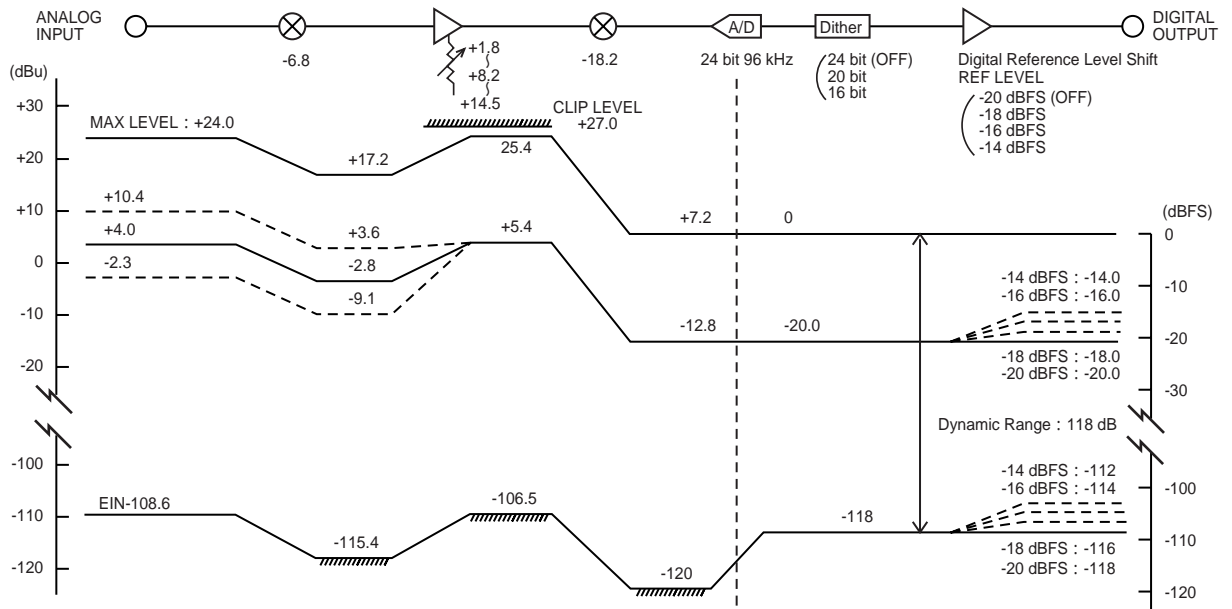 ANALOG
INPUT
DIGITAL
OUTPUT
A/D
Dither
-6.8
+1.8
+8.2
+14.5
-18.2
24 bit 96 kHz
24 bit (OFF)
20 bit
16 bit
Digital Reference Level Shift
REF LEVEL
-20 dBFS (OFF)
-18 dBFS
-16 dBFS
-14 dBFS
(dBu)
+30
+20
+10
0
-10
-20
-100
-110
-120
CLIP LEVEL
+27.0
MAX LEVEL : +24.0
+17.2
25.4
+7.2
0
+10.4
+3.6
+5.4
+4.0
-2.8
-2.3
-9.1
-12.8
-20.0
(dBFS)
0
-10
-20
-30
-100
-110
-120
-14 dBFS : -14.0
-16 dBFS : -16.0
-18 dBFS : -18.0
-20 dBFS : -20.0
Dynamic Range : 118 dB
EIN-108.6
-115.4
-106.5
-120
-118
-14 dBFS : -112
-16 dBFS : -114
-18 dBFS : -116
-20 dBFS : -118